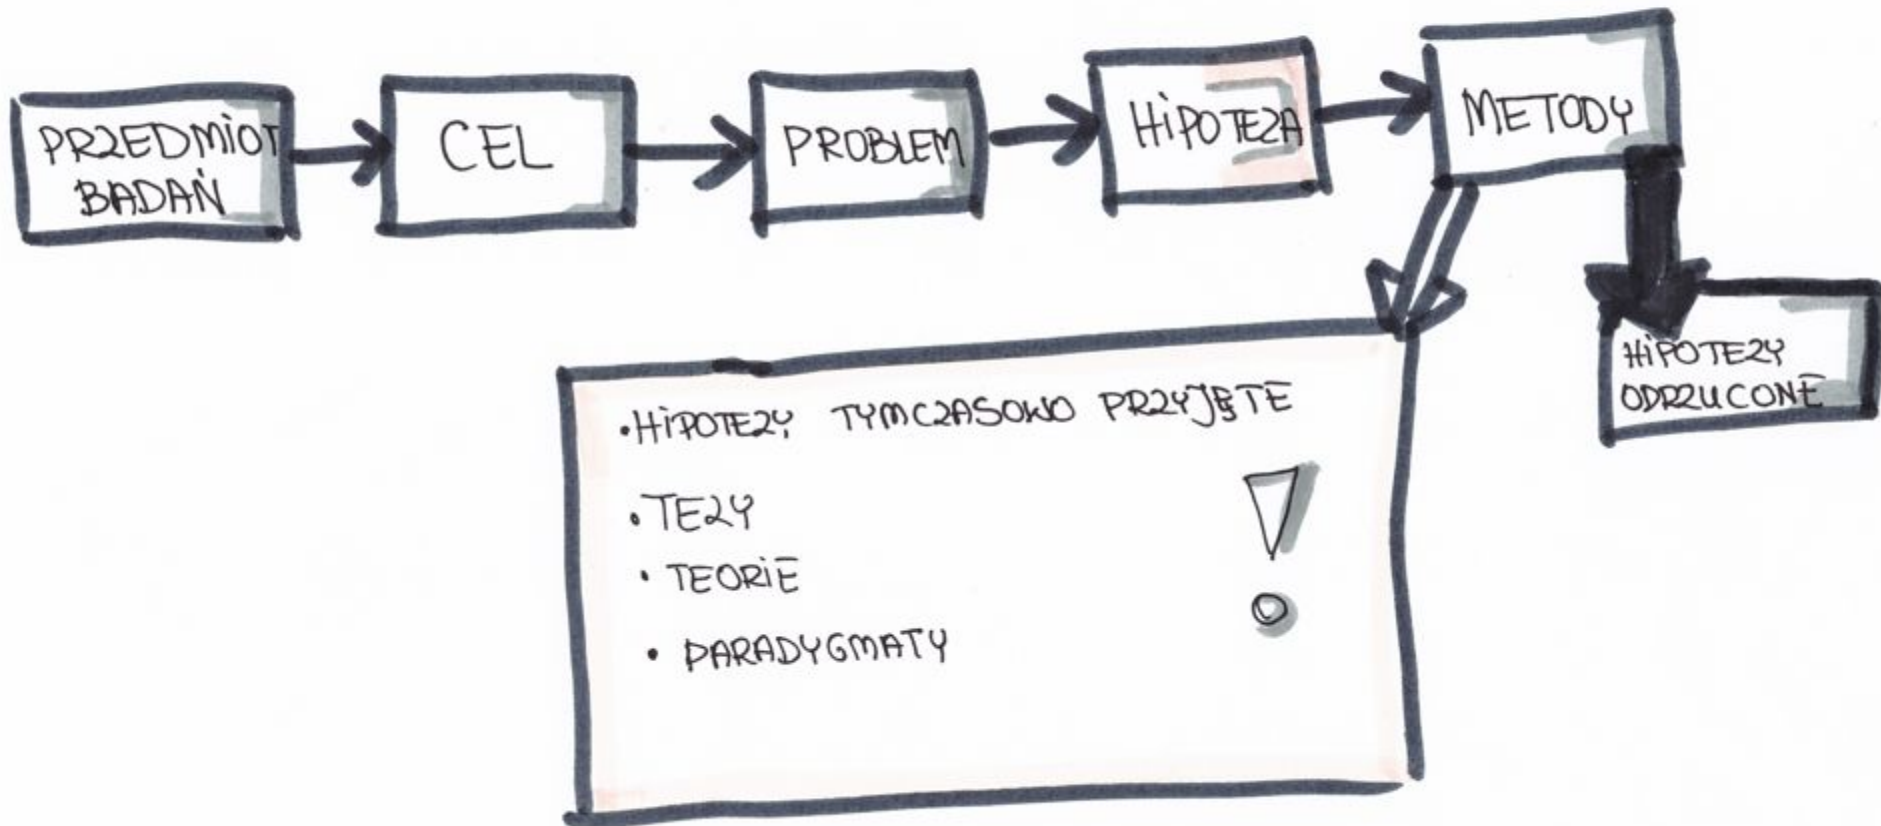 PRZEDMIOT
BADAŃ
CEL
PROBLEM
HiPOTEZA
METODY
HiPOTEZY
ODRZUCONE
• HiPOTEZY TYMCZASOWO PRZYJĘTE
• TEZY
• TEORiE
• PARADYGMATY